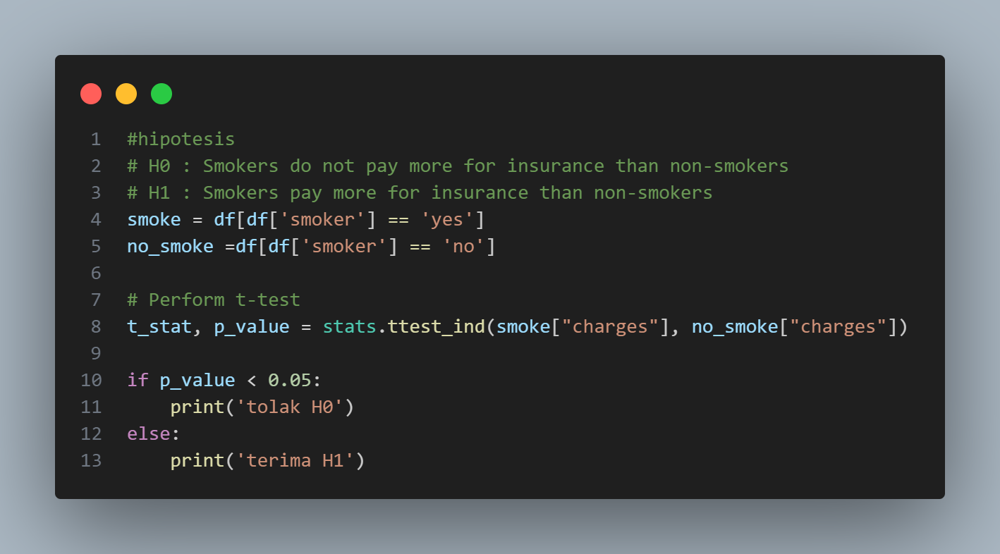 1 #hipotesis
2 # H0 : Smokers do not pay more for insurance than non-smokers
3 # H1 : Smokers pay more for insurance than non-smokers
4 smoke = df[df['smoker'] == 'yes']
5 no_smoke =df[df['smoker'] == 'no']
6
7 # Perform t-test
8 t_stat, p_value = stats.ttest_ind(smoke["charges"], no_smoke["charges"])
9
10 if p_value < 0.05:
11     print('tolak H0')
12 else:
13     print('terima H1')